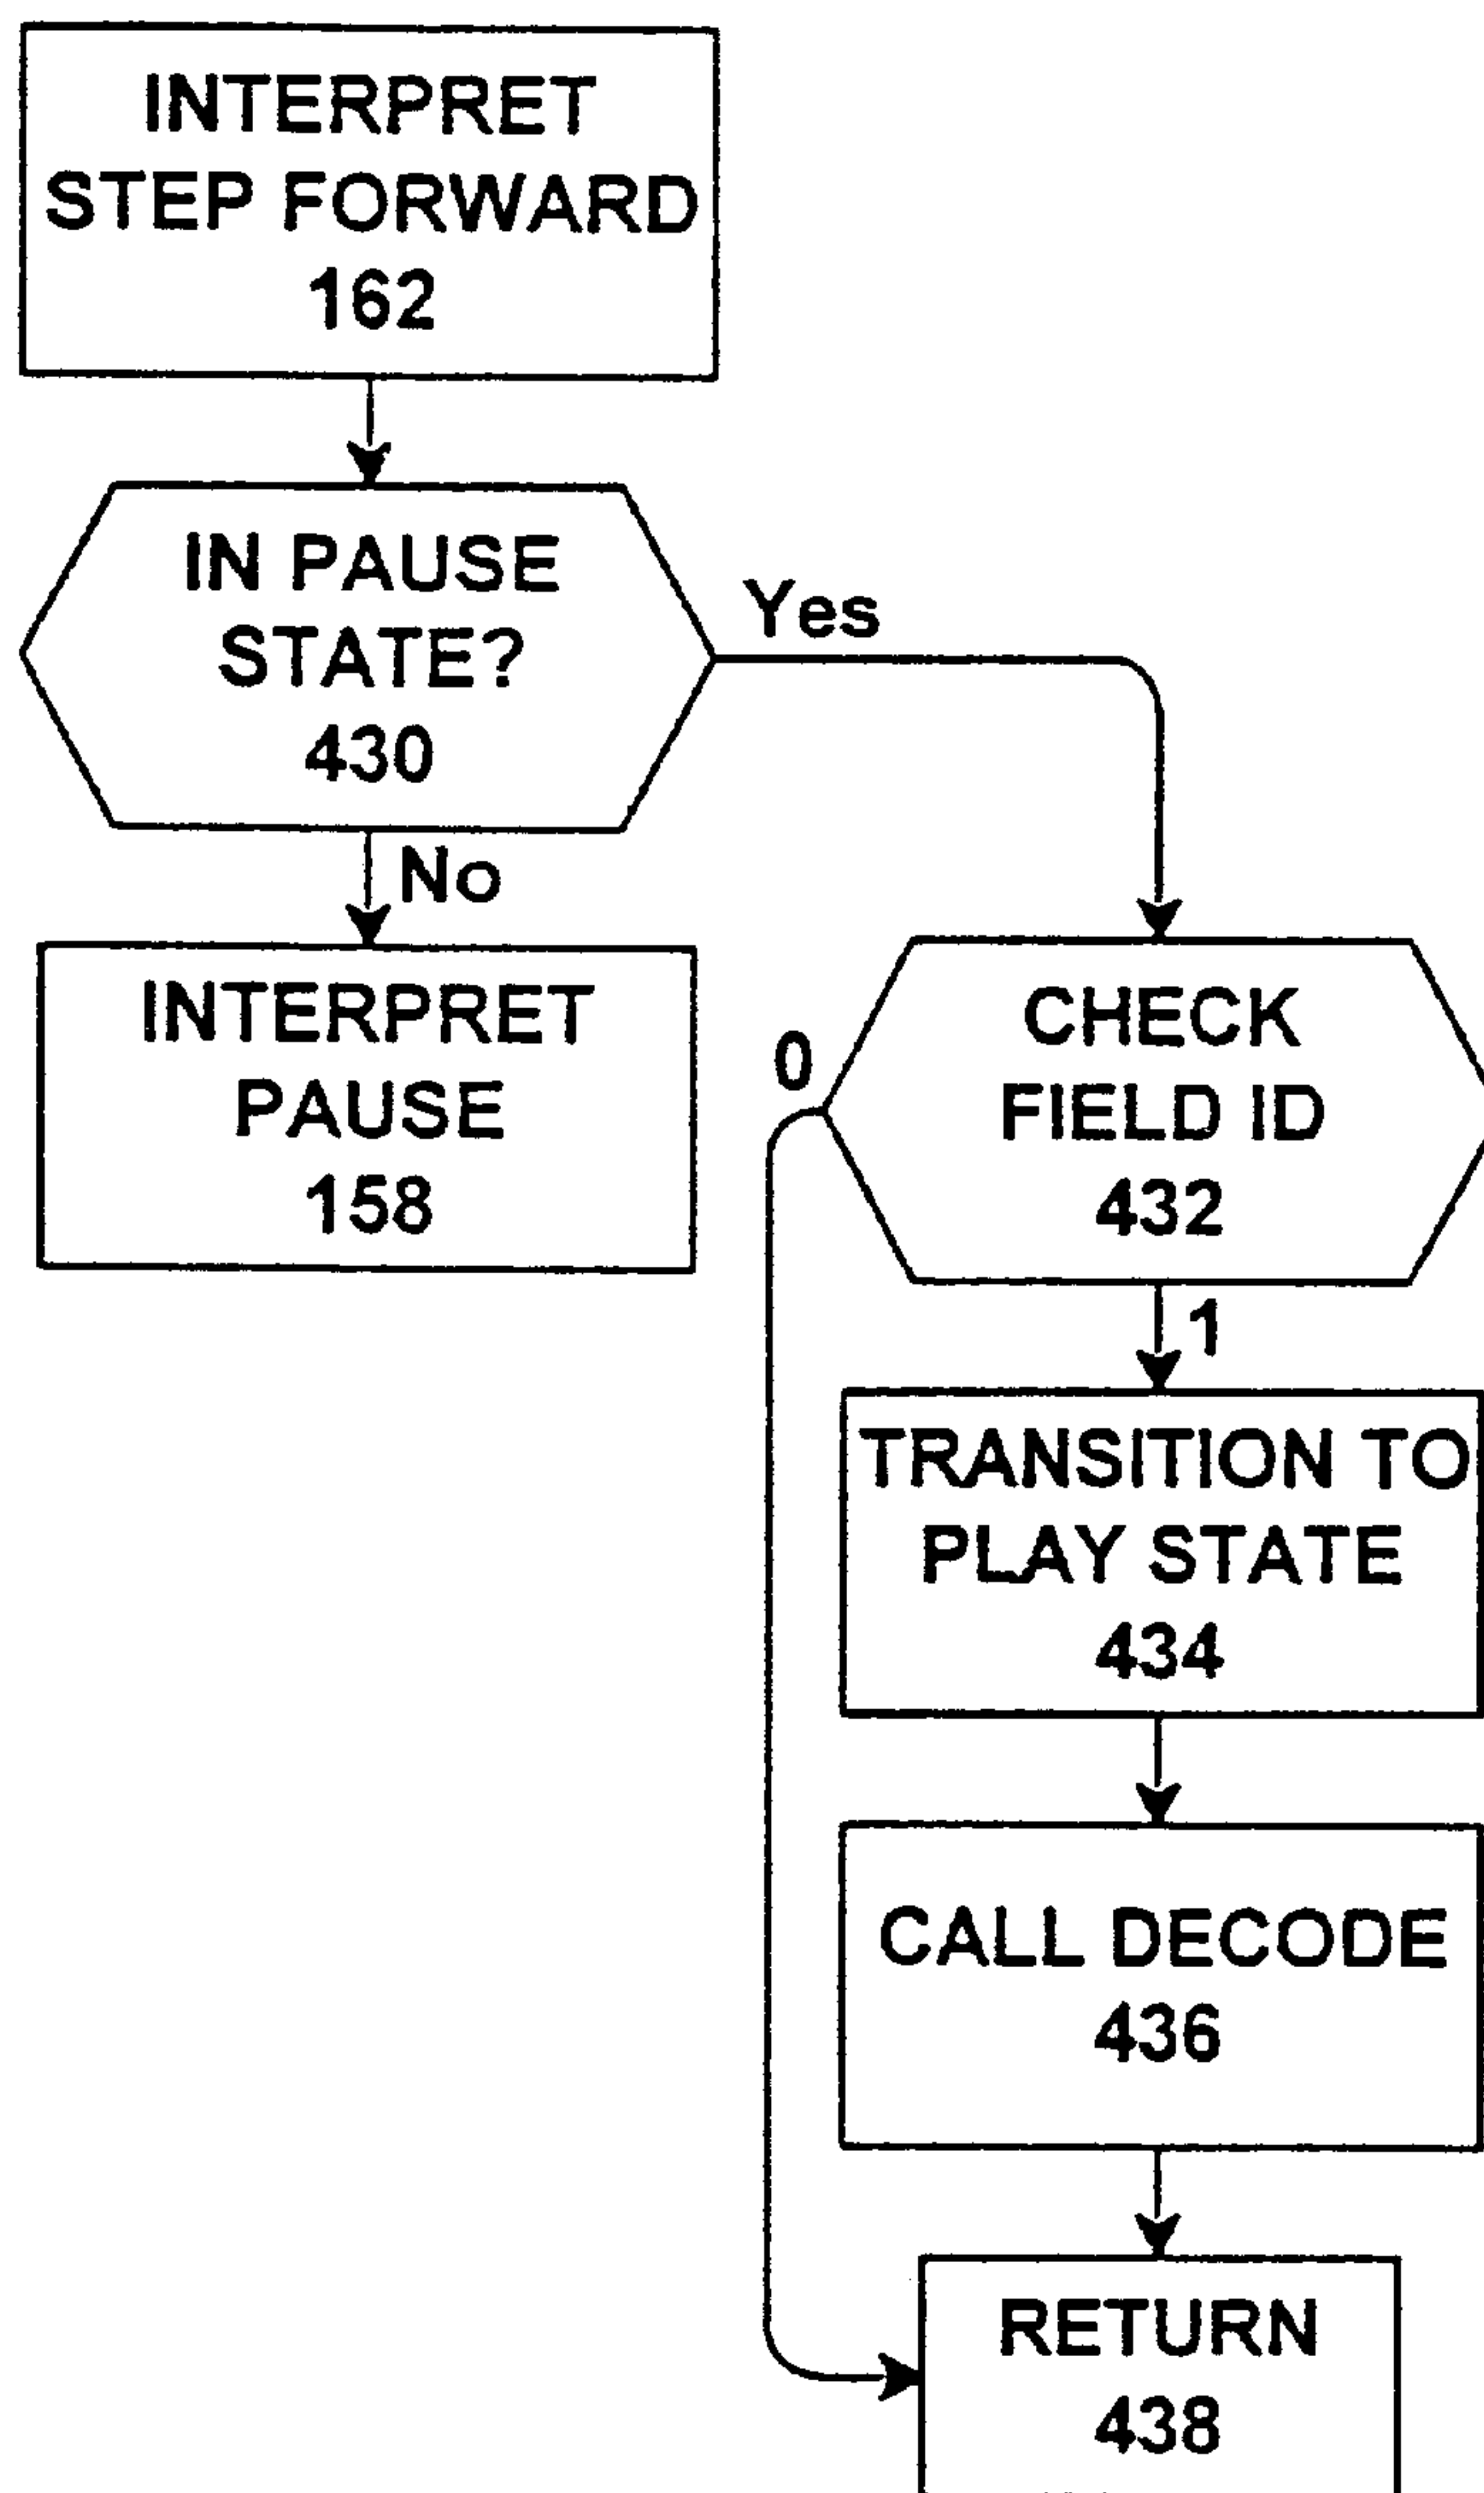 INTERPRET
STEP FORWARD
162
IN PAUSE
STATE?
430
Yes
No
INTERPRET
PAUSE
158
0
CHECK
FIELD ID
432
1
TRANSITION TO
PLAY STATE
434
CALL DECODE
436
RETURN
438